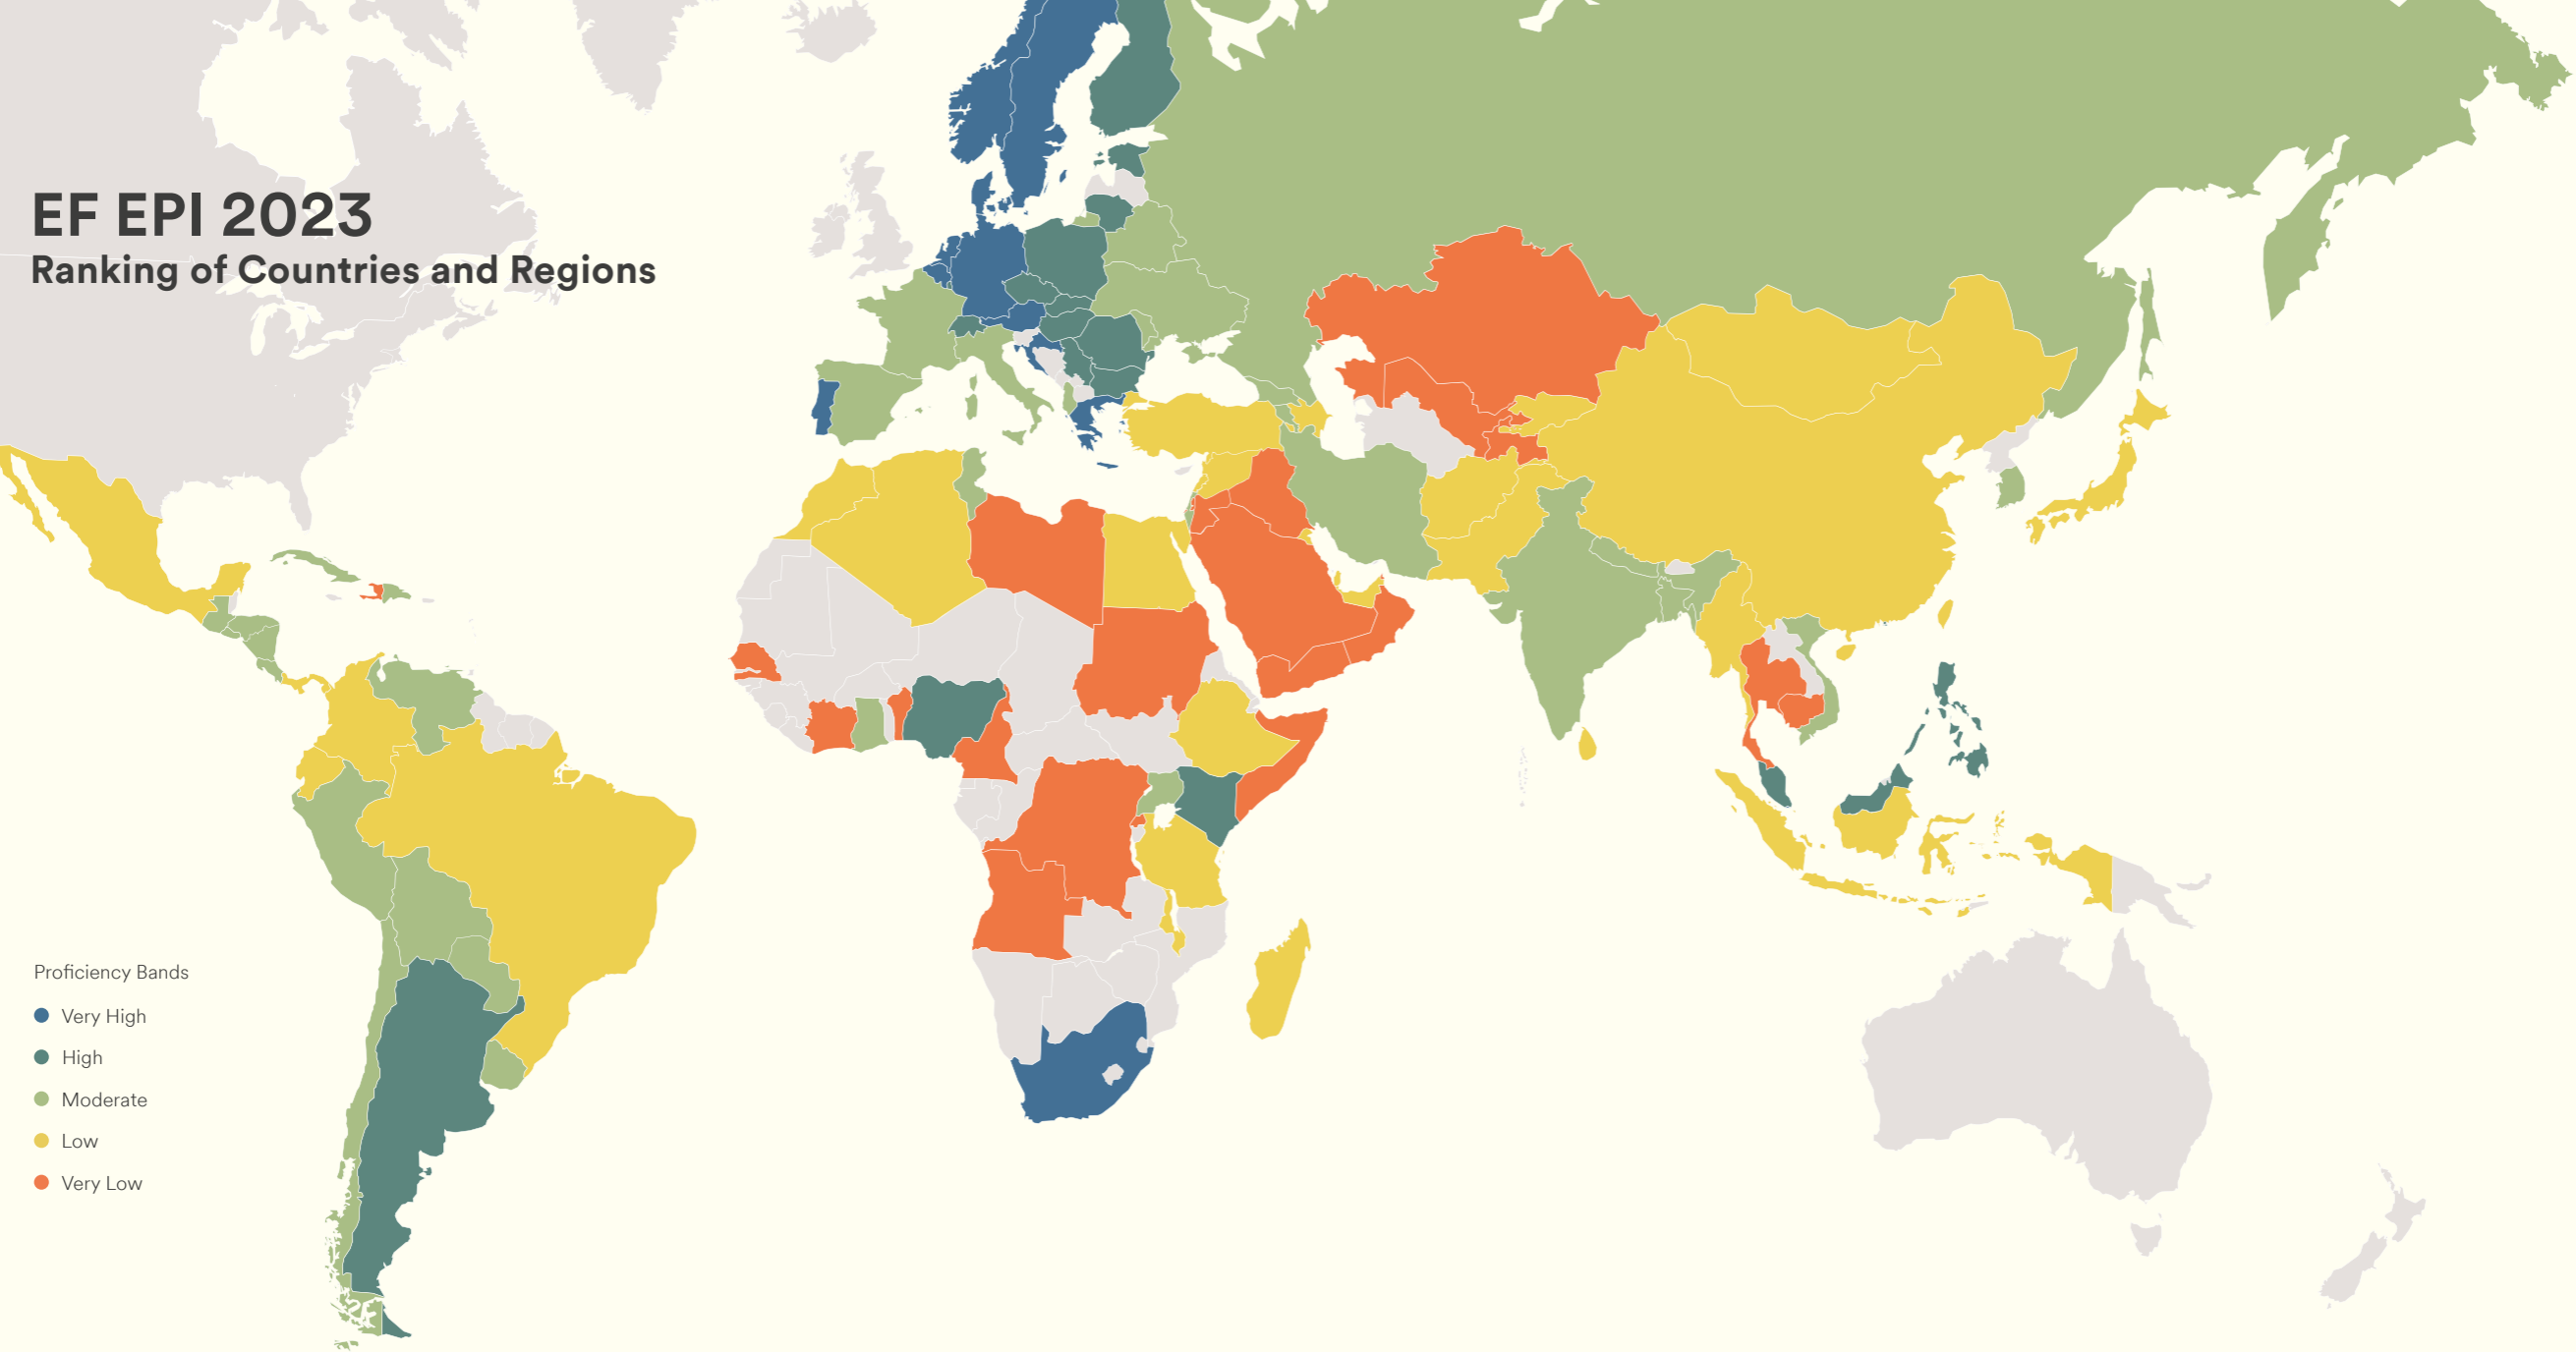 EF EPI 2023
Ranking of Countries and Regions
Proficiency Bands
Very High
High
Moderate
Low
Very Low